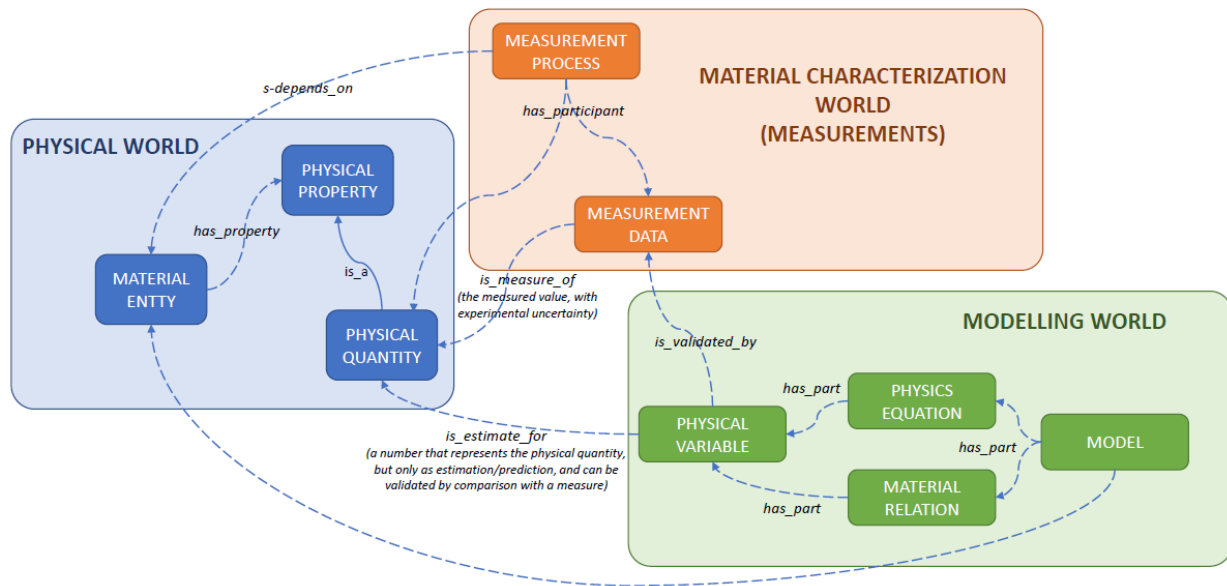 MEASUREMENT
PROCESS
MATERIAL CHARACTERIZATION
WORLD
(MEASUREMENTS)
s-depends_on
has_participant
PHYSICAL WORLD
PHYSICAL
PROPERTY
MEASUREMENT
DATA
has_property
is_a
MATERIAL
ENTTY
is_measure_of
(the measured value, with
experimental uncertainty)
PHYSICAL
QUANTITY
MODELLING WORLD
is_validated_by
has_part
PHYSICS
EQUATION
PHYSICAL
VARIABLE
MODEL
is_estimate_for
(a number that represents the physical quantity,
but only as estimation/prediction, and can be
validated by comparison with a measure)
has_part
MATERIAL
RELATION
has_part